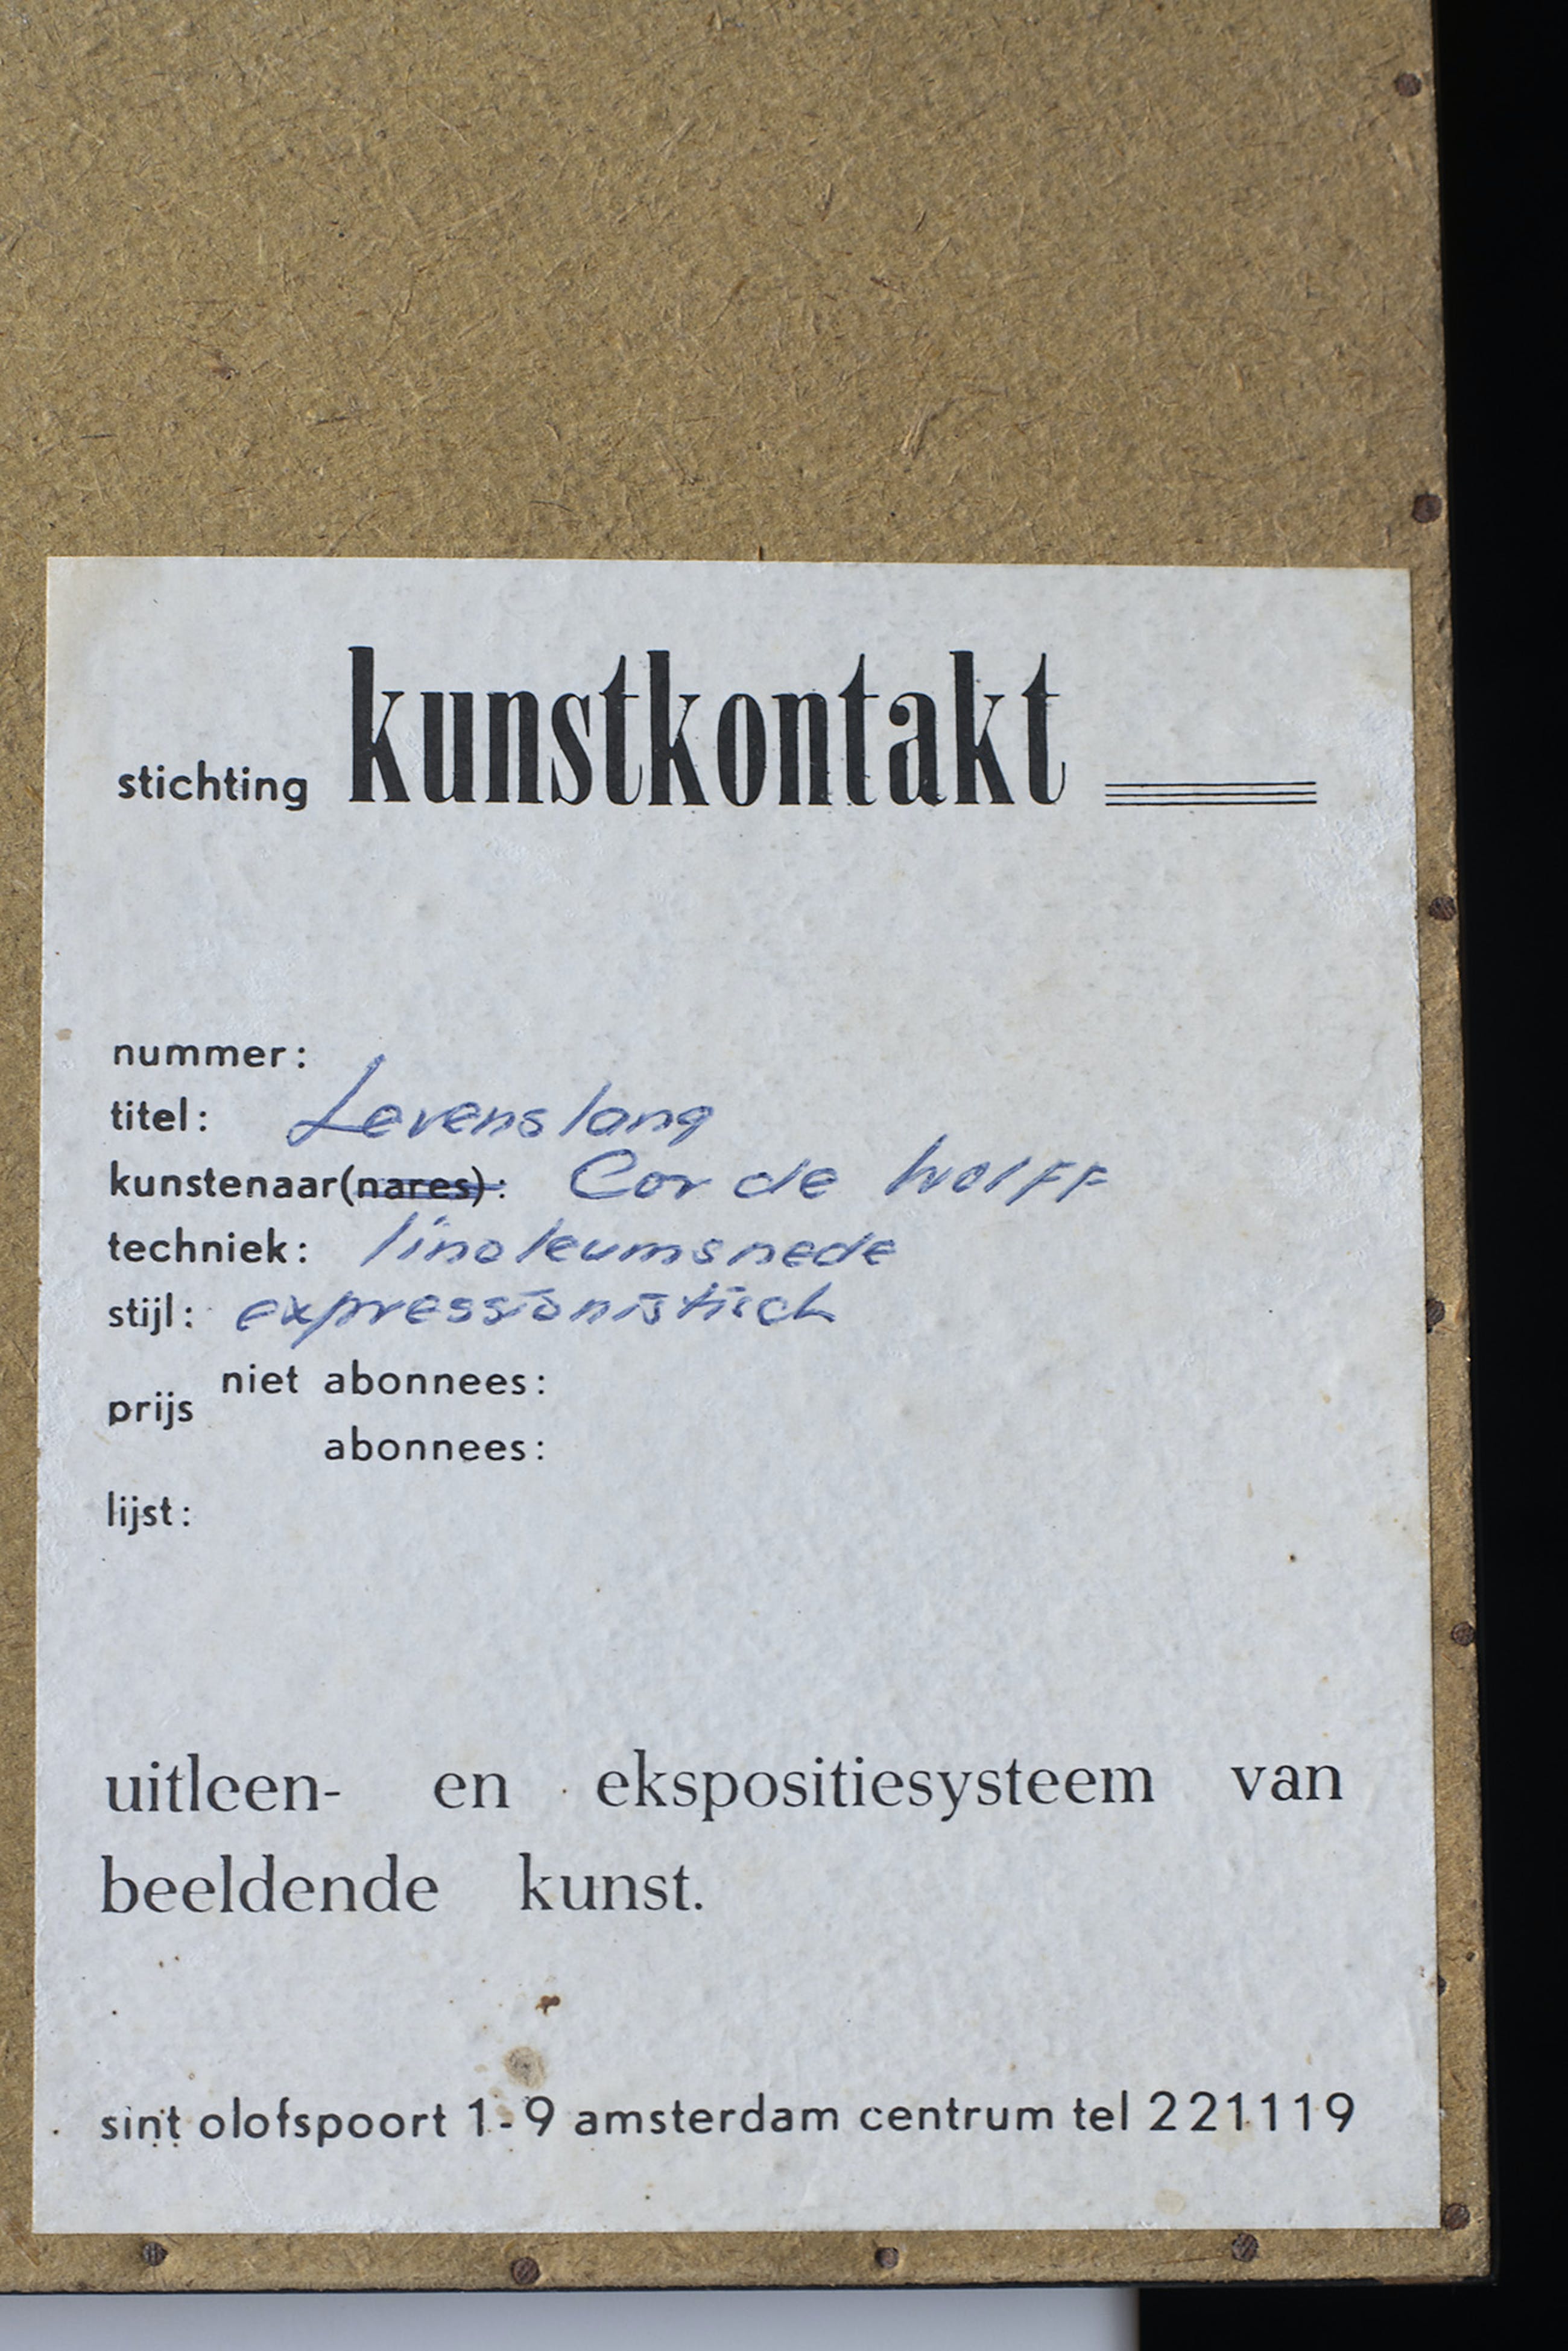 stichting kunstkontakt
nummer:
titel: Levenslang
kunstenaar(nares): Cor de Wolff
techniek: linoleumsnede
stijl: expressionistisch
niet abonnees:
prijs
abonnees:
lijst:
uitleen- en ekspositiesysteem van
beeldende kunst.
sint olofspoort 1-9 amsterdam centrum tel 221119